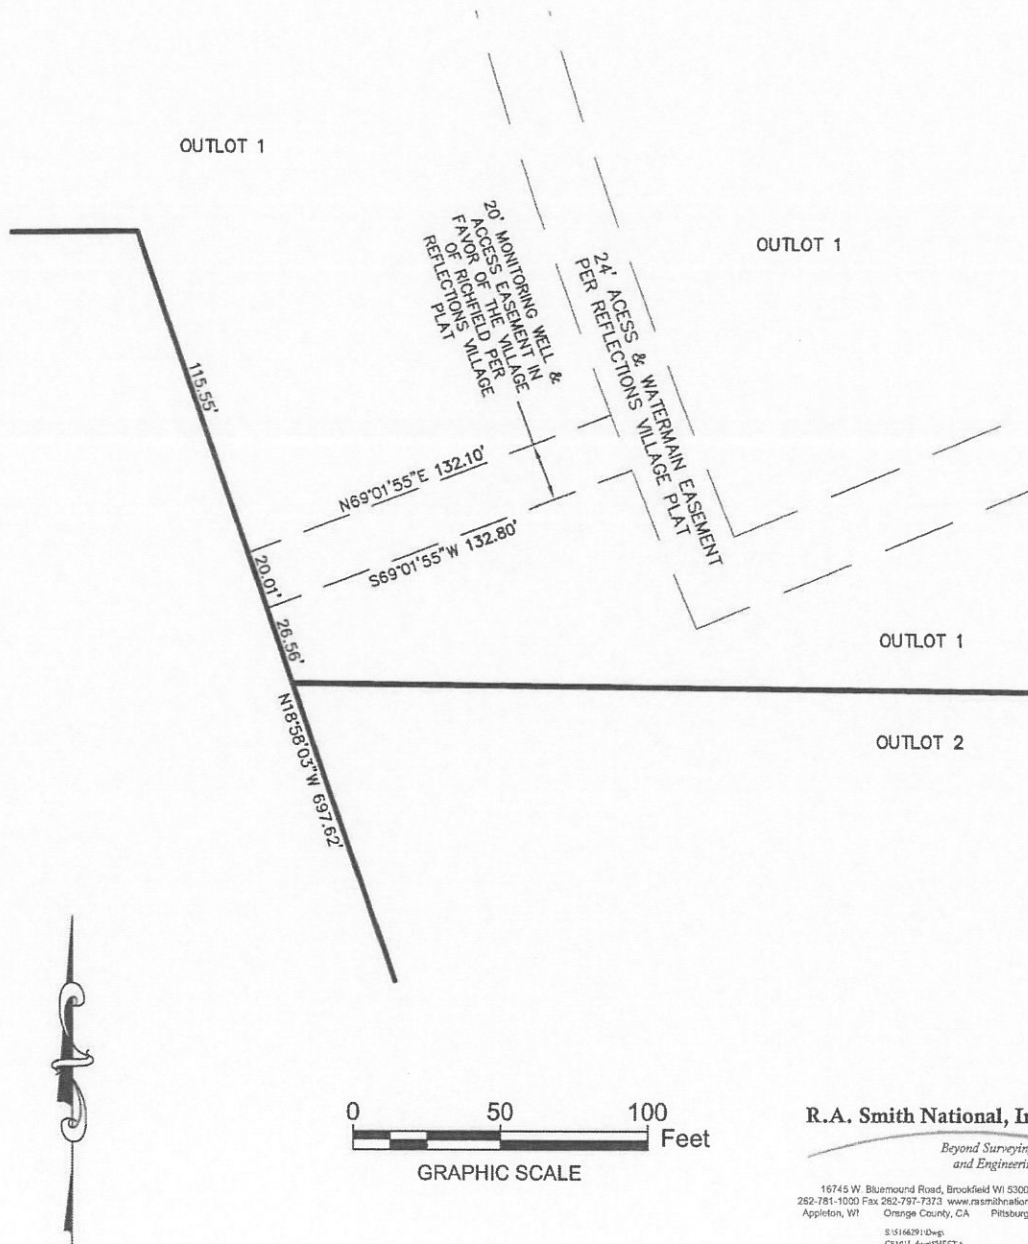 OUTLOT 1
OUTLOT 1
20' MONITORING WELL &
ACCESS EASEMENT IN
FAVOR OF THE VILLAGE
OF RICHFIELD PER
REFLECTIONS VILLAGE
PLAT
24' ACESS & WATERMAIN EASEMENT
PER REFLECTIONS VILLAGE PLAT
115.55'
N69°01'55"E 132.10'
S69°01'55"W 132.80'
20.01'
26.56'
N18°58'03"W 697.62'
OUTLOT 1
OUTLOT 2
0 50 100
Feet
GRAPHIC SCALE
R.A. Smith National, In
Beyond Surveyin
and Engineeri
16745 W. Bluemound Road, Brookfield WI 5300
262-781-1000 Fax 262-797-7373 www.rasmithnation
Appleton, WI Orange County, CA Pittsburg